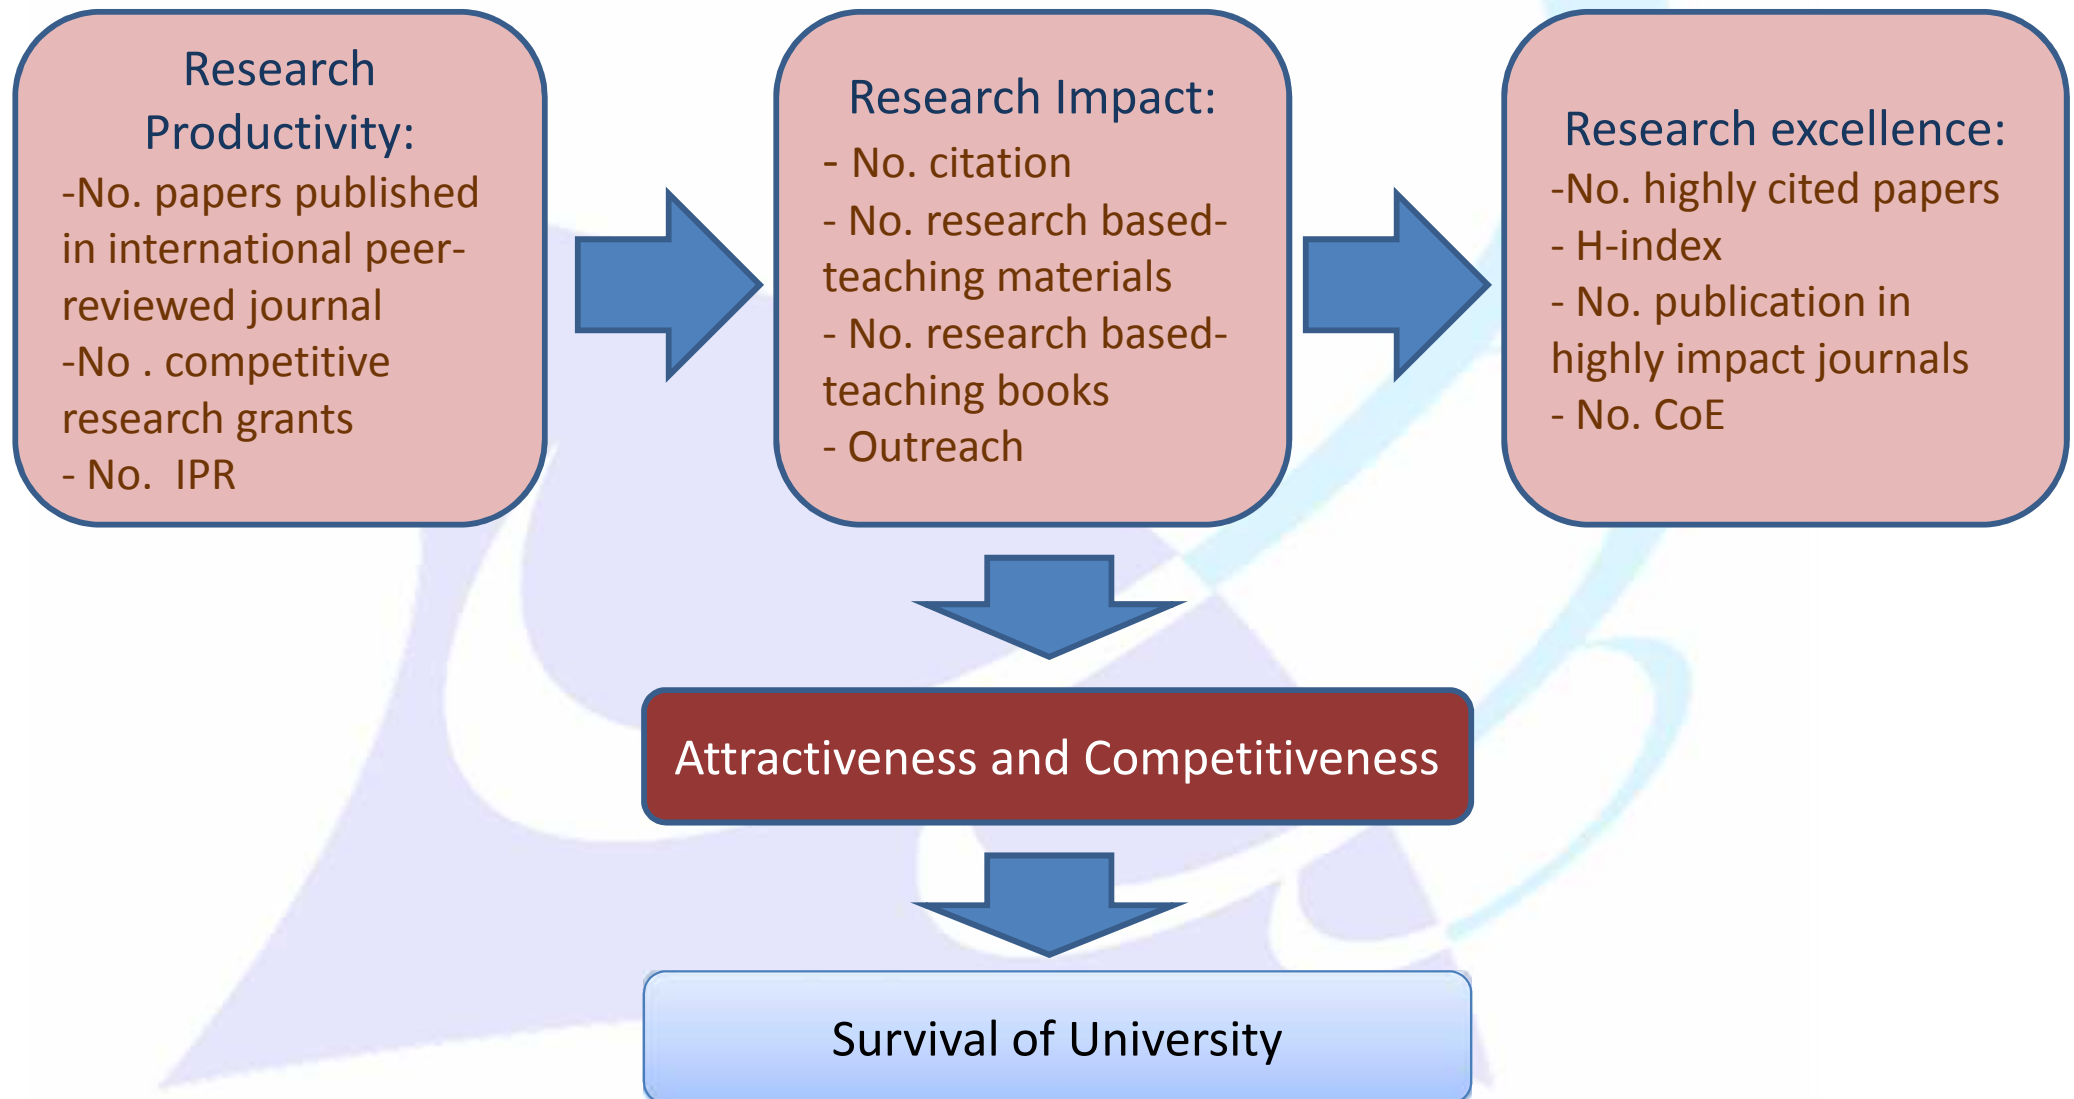 Research
Productivity:
-No. papers published
in international peer-
reviewed journal
-No . competitive
research grants
- No.  IPR
Research Impact:
- No. citation
- No. research based-
teaching materials
- No. research based-
teaching books
- Outreach
Research excellence:
-No. highly cited papers
- H-index
- No. publication in
highly impact journals
- No. CoE
Attractiveness and Competitiveness
Survival of University